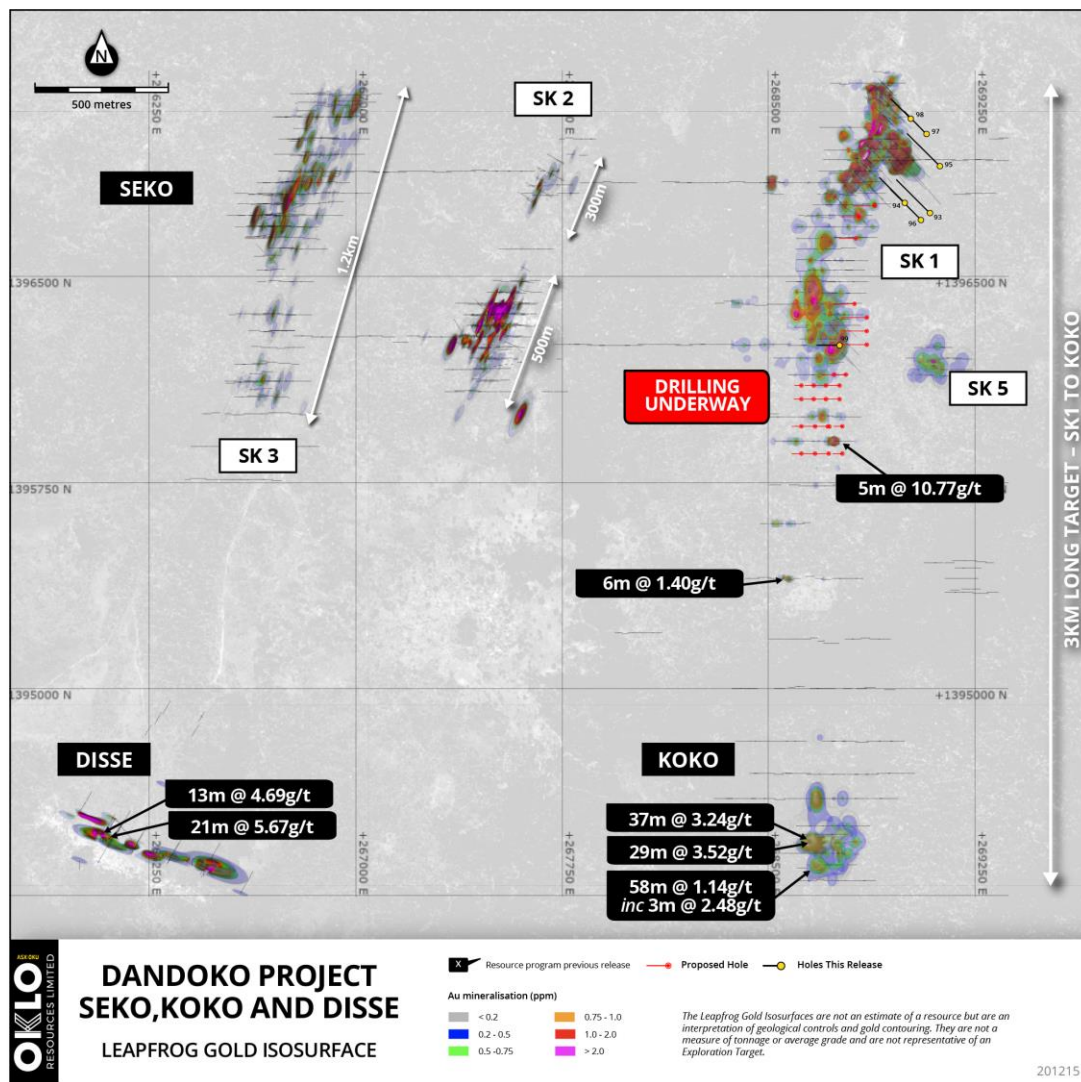 N
500 metres
+266250 E
+268500 E
+269250 E
SK 2
SEKO
300m
1.2km
98
97
95
94
93
96
SK 1
1396500 N
+1396500 N
500m
99
DRILLING
UNDERWAY
SK 5
SK 3
5m @ 10.77g/t
1395750 N
6m @ 1.40g/t
3KM LONG TARGET – SK1 TO KOKO
1395000 N
+1395000 N
DISSE
KOKO
13m @ 4.69g/t
21m @ 5.67g/t
37m @ 3.24g/t
29m @ 3.52g/t
58m @ 1.14g/t
inc 3m @ 2.48g/t
+267000 E
+267750 E
+269250 E
ASX:OKU
OKLO
RESOURCES LIMITED
DANDOKO PROJECT
SEKO,KOKO AND DISSE
LEAPFROG GOLD ISOSURFACE
X Resource program previous release
Proposed Hole
Holes This Release
Au mineralisation (ppm)
< 0.2
0.2 - 0.5
0.5 -0.75
0.75 - 1.0
1.0 - 2.0
> 2.0
The Leapfrog Gold Isosurfaces are not an estimate of a resource but are an
interpretation of geological controls and gold contouring. They are not a
measure of tonnage or average grade and are not representative of an
Exploration Target.
201215